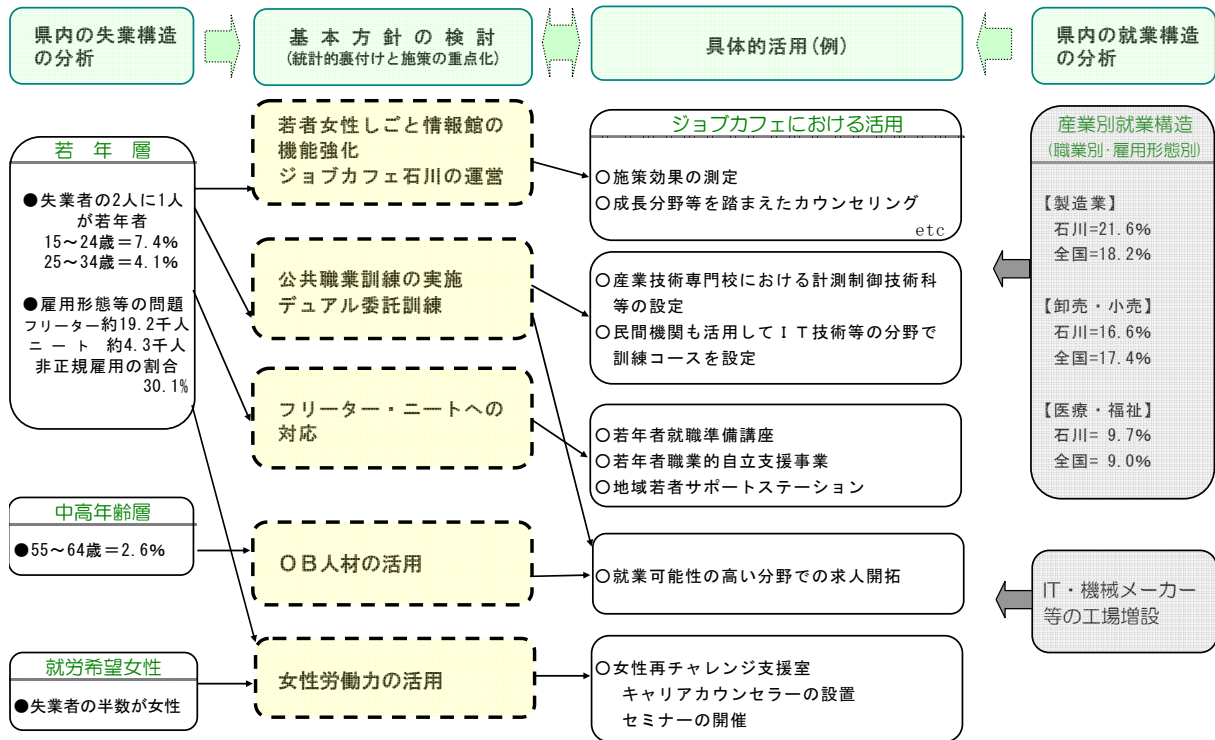 県内の失業構造
の分析
基本方針の検討
(統計的裏付けと施策の重点化)
具体的活用(例)
県内の就業構造
の分析
若年層
●失業者の2人に1人
が若年者
15～24歳＝7.4%
25～34歳＝4.1%
●雇用形態等の問題
フリーター約19.2千人
ニート 約4.3千人
非正規雇用の割合
30.1%
中高年齢層
●55～64歳＝2.6%
就労希望女性
●失業者の半数が女性
若者女性しごと情報館の
機能強化
ジョブカフェ石川の運営
公共職業訓練の実施
デュアル委託訓練
フリーター・ニートへの
対応
ＯＢ人材の活用
女性労働力の活用
ジョブカフェにおける活用
○施策効果の測定
○成長分野等を踏まえたカウンセリング
etc
○産業技術専門校における計測制御技術科
等の設定
○民間機関も活用してＩＴ技術等の分野で
訓練コースを設定
○若年者就職準備講座
○若年者職業的自立支援事業
○地域若者サポートステーション
○就業可能性の高い分野での求人開拓
○女性再チャレンジ支援室
キャリアカウンセラーの設置
セミナーの開催
産業別就業構造
(職業別・雇用形態別)
【製造業】
石川=21.6%
全国=18.2%
【卸売・小売】
石川=16.6%
全国=17.4%
【医療・福祉】
石川= 9.7%
全国= 9.0%
IT・機械メーカー
等の工場増設